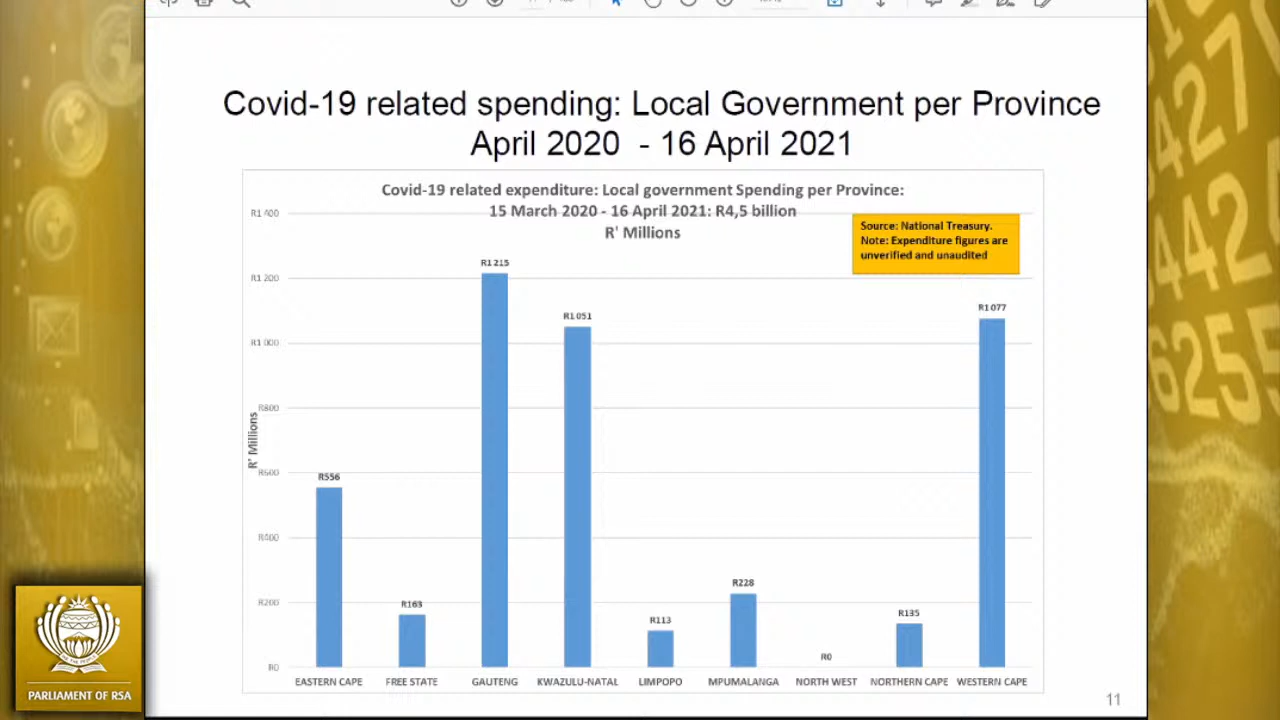 Covid-19 related spending: Local Government per Province
April 2020 - 16 April 2021
Covid-19 related expenditure: Local government Spending per Province:
15 March 2020 - 16 April 2021: R4,5 billion
R' Millions
Source: National Treasury.
Note: Expenditure figures are
unverified and unaudited
R' Millions
R1 400
R1 200
R1 000
R800
R600
R400
R200
R0
R556
R163
R1 215
R1 051
R113
R228
R0
R135
R1 077
EASTERN CAPE
FREE STATE
GAUTENG
KWAZULU-NATAL
LIMPOPO
MPUMALANGA
NORTH WEST
NORTHERN CAPE
WESTERN CAPE
11
PARLIAMENT OF RSA